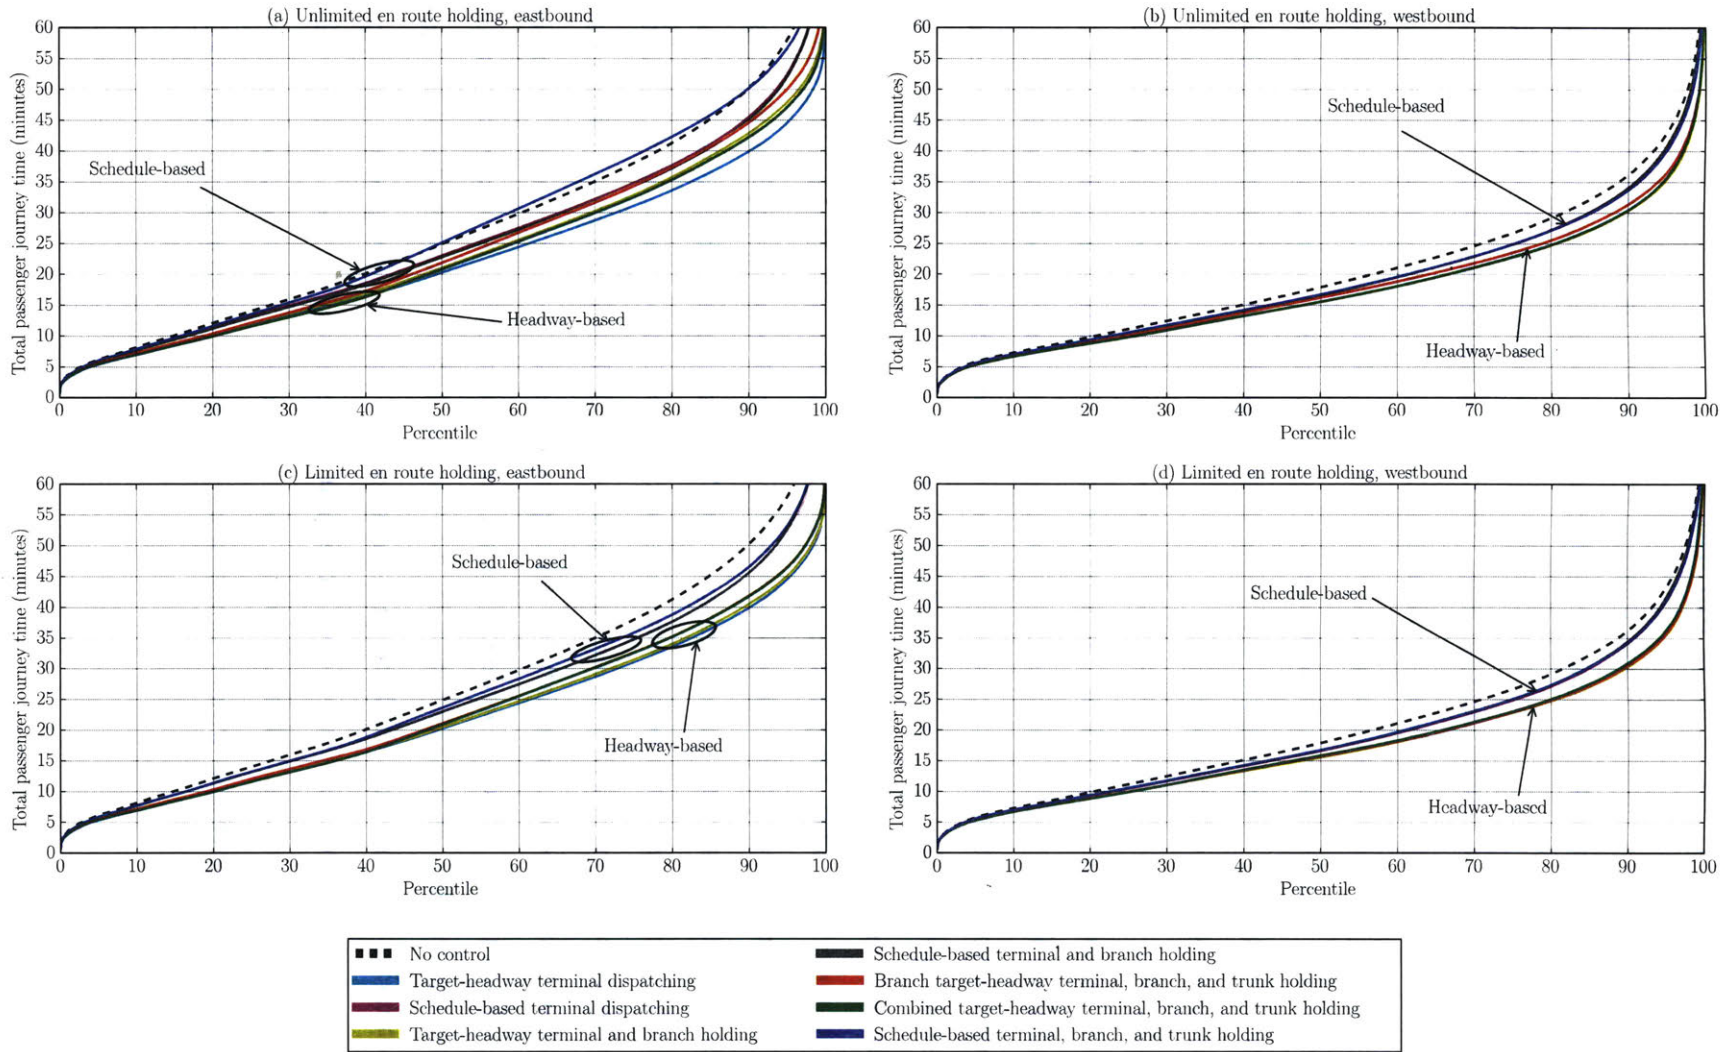 (a) Unlimited en route holding, eastbound
60
55
50
45
40
35
30
25
20
15
10
5
0
Total passenger journey time (minutes)
Schedule-based
Headway-based
0 10 20 30 40 50 60 70 80 90 100
Percentile
(b) Unlimited en route holding, westbound
60
55
50
45
40
35
30
25
20
15
10
5
0
Total passenger journey time (minutes)
Schedule-based
Headway-based
0 10 20 30 40 50 60 70 80 90 100
Percentile
(c) Limited en route holding, eastbound
60
55
50
45
40
35
30
25
20
15
10
5
0
Total passenger journey time (minutes)
Schedule-based
Headway-based
0 10 20 30 40 50 60 70 80 90 100
Percentile
(d) Limited en route holding, westbound
60
55
50
45
40
35
30
25
20
15
10
5
0
Total passenger journey time (minutes)
Schedule-based
Headway-based
0 10 20 30 40 50 60 70 80 90 100
Percentile
No control
Target-headway terminal dispatching
Schedule-based terminal dispatching
Target-headway terminal and branch holding
Schedule-based terminal and branch holding
Branch target-headway terminal, branch, and trunk holding
Combined target-headway terminal, branch, and trunk holding
Schedule-based terminal, branch, and trunk holding